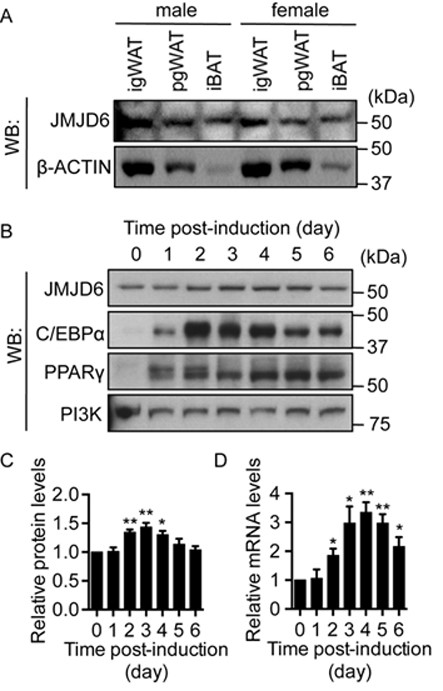 A
male female
igWAT pgWAT iBAT igWAT pgWAT iBAT
(kDa)
WB:
JMJD6 50
50
β-ACTIN
37
B
Time post-induction (day)
0 1 2 3 4 5 6 (kDa)
WB:
JMJD6 50
50
C/EBPα
37
PPARγ
50
PI3K
75
C
Relative protein levels
2.0
1.5
1.0
0.5
0.0
** ** *
0 1 2 3 4 5 6
Time post-induction
(day)
D
Relative mRNA levels
4
3
2
1
0
* * ** ** *
0 1 2 3 4 5 6
Time post-induction
(day)